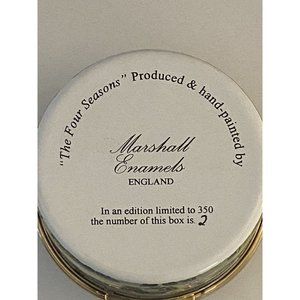 "The Four Seasons" Produced & hand-painted by
Marshall
Enamels
ENGLAND
In an edition limited to 350
the number of this box is. 2